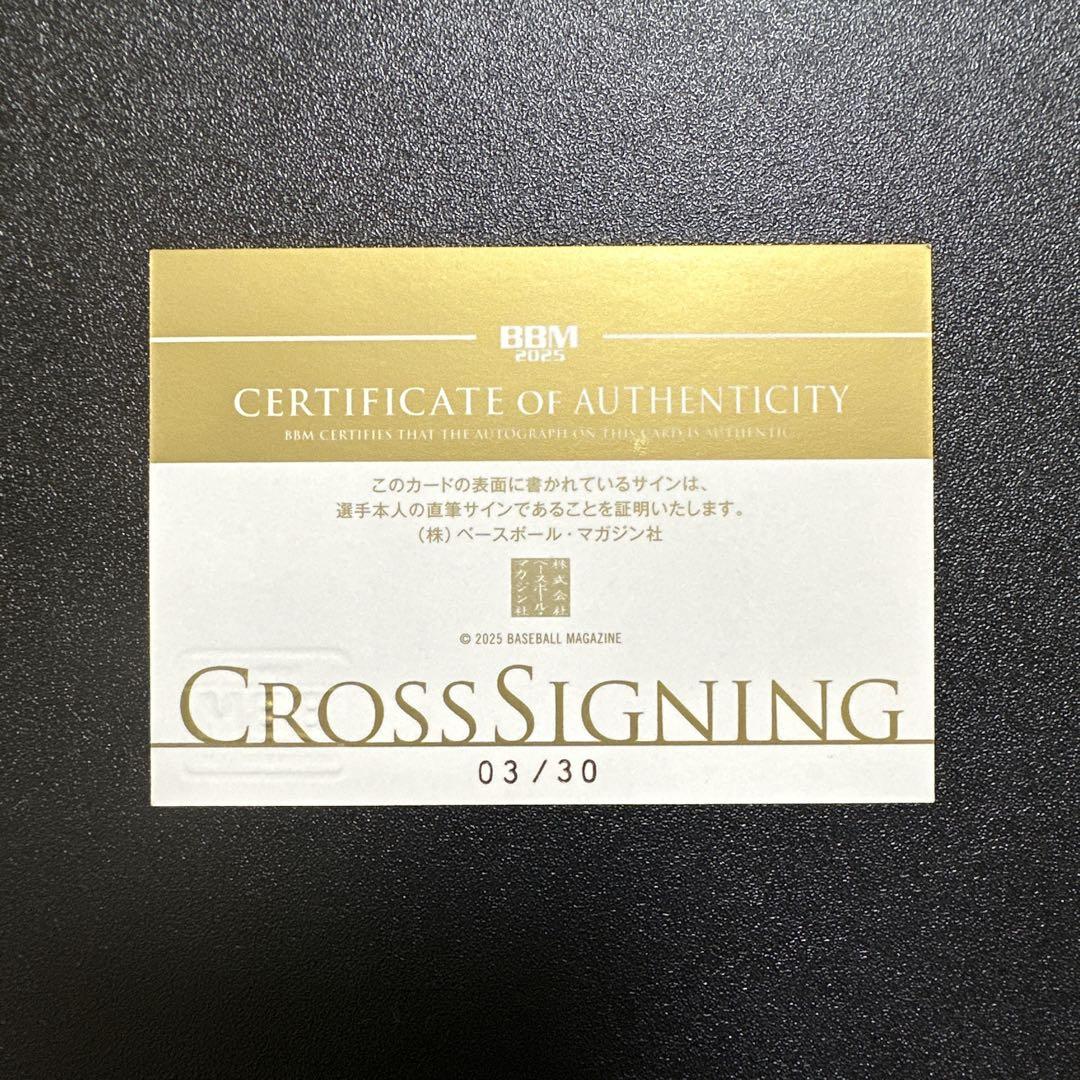 BBM
2025
CERTIFICATE OF AUTHENTICITY
BBM CERTIFIES THAT THE AUTOGRAPH ON THIS CARD IS AUTHENTIC.
このカードの表面に書かれているサインは、
選手本人の直筆サインであることを証明いたします。
（株）ベースボール・マガジン社
株式会社
ベースボール・
マガジン社
© 2025 BASEBALL MAGAZINE
CROSSSIGNING
03/30